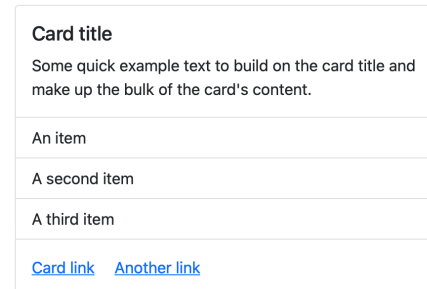 Card title
Some quick example text to build on the card title and
make up the bulk of the card's content.
An item
A second item
A third item
Card link Another link